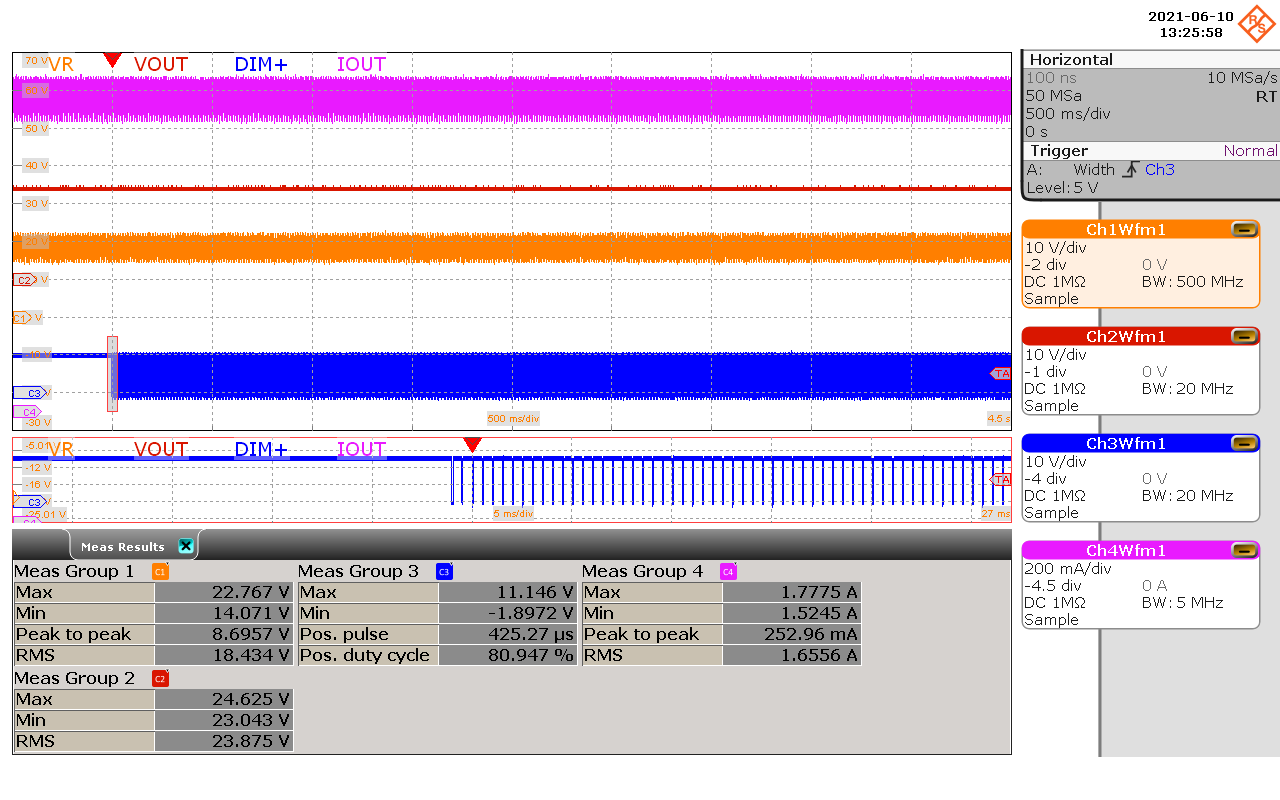 2021-06-10
13:25:58
R S
70 V VR VOUT DIM+ IOUT
50 V
40 V
30 V
20 V
C2 0 V
C1 V
-10 V
C3
TA
C4
-30 V
500 ms/div
4.5 s
-5.01 VR VOUT DIM+ IOUT
-12 V
-16 V
TA
C3
-25.01 V
5 ms/div
27 ms
C4
Horizontal
100 ns 10 MSa/s
50 MSa RT
500 ms/div
0 s
Trigger Normal
A: Width Ch3
Level: 5 V
Ch1Wfm1
10 V/div
-2 div 0 V
DC 1MΩ BW: 500 MHz
Sample
Ch2Wfm1
10 V/div
-1 div 0 V
DC 1MΩ BW: 20 MHz
Sample
Ch3Wfm1
10 V/div
-4 div 0 V
DC 1MΩ BW: 20 MHz
Sample
Ch4Wfm1
200 mA/div
-4.5 div 0 A
DC 1MΩ BW: 5 MHz
Sample
Meas Results
Meas Group 1 C1
Max 22.767 V
Min 14.071 V
Peak to peak 8.6957 V
RMS 18.434 V
Meas Group 3 C3
Max 11.146 V
Min -1.8972 V
Pos. pulse 425.27 µs
Pos. duty cycle 80.947 %
Meas Group 4 C4
Max 1.7775 A
Min 1.5245 A
Peak to peak 252.96 mA
RMS 1.6556 A
Meas Group 2 C2
Max 24.625 V
Min 23.043 V
RMS 23.875 V